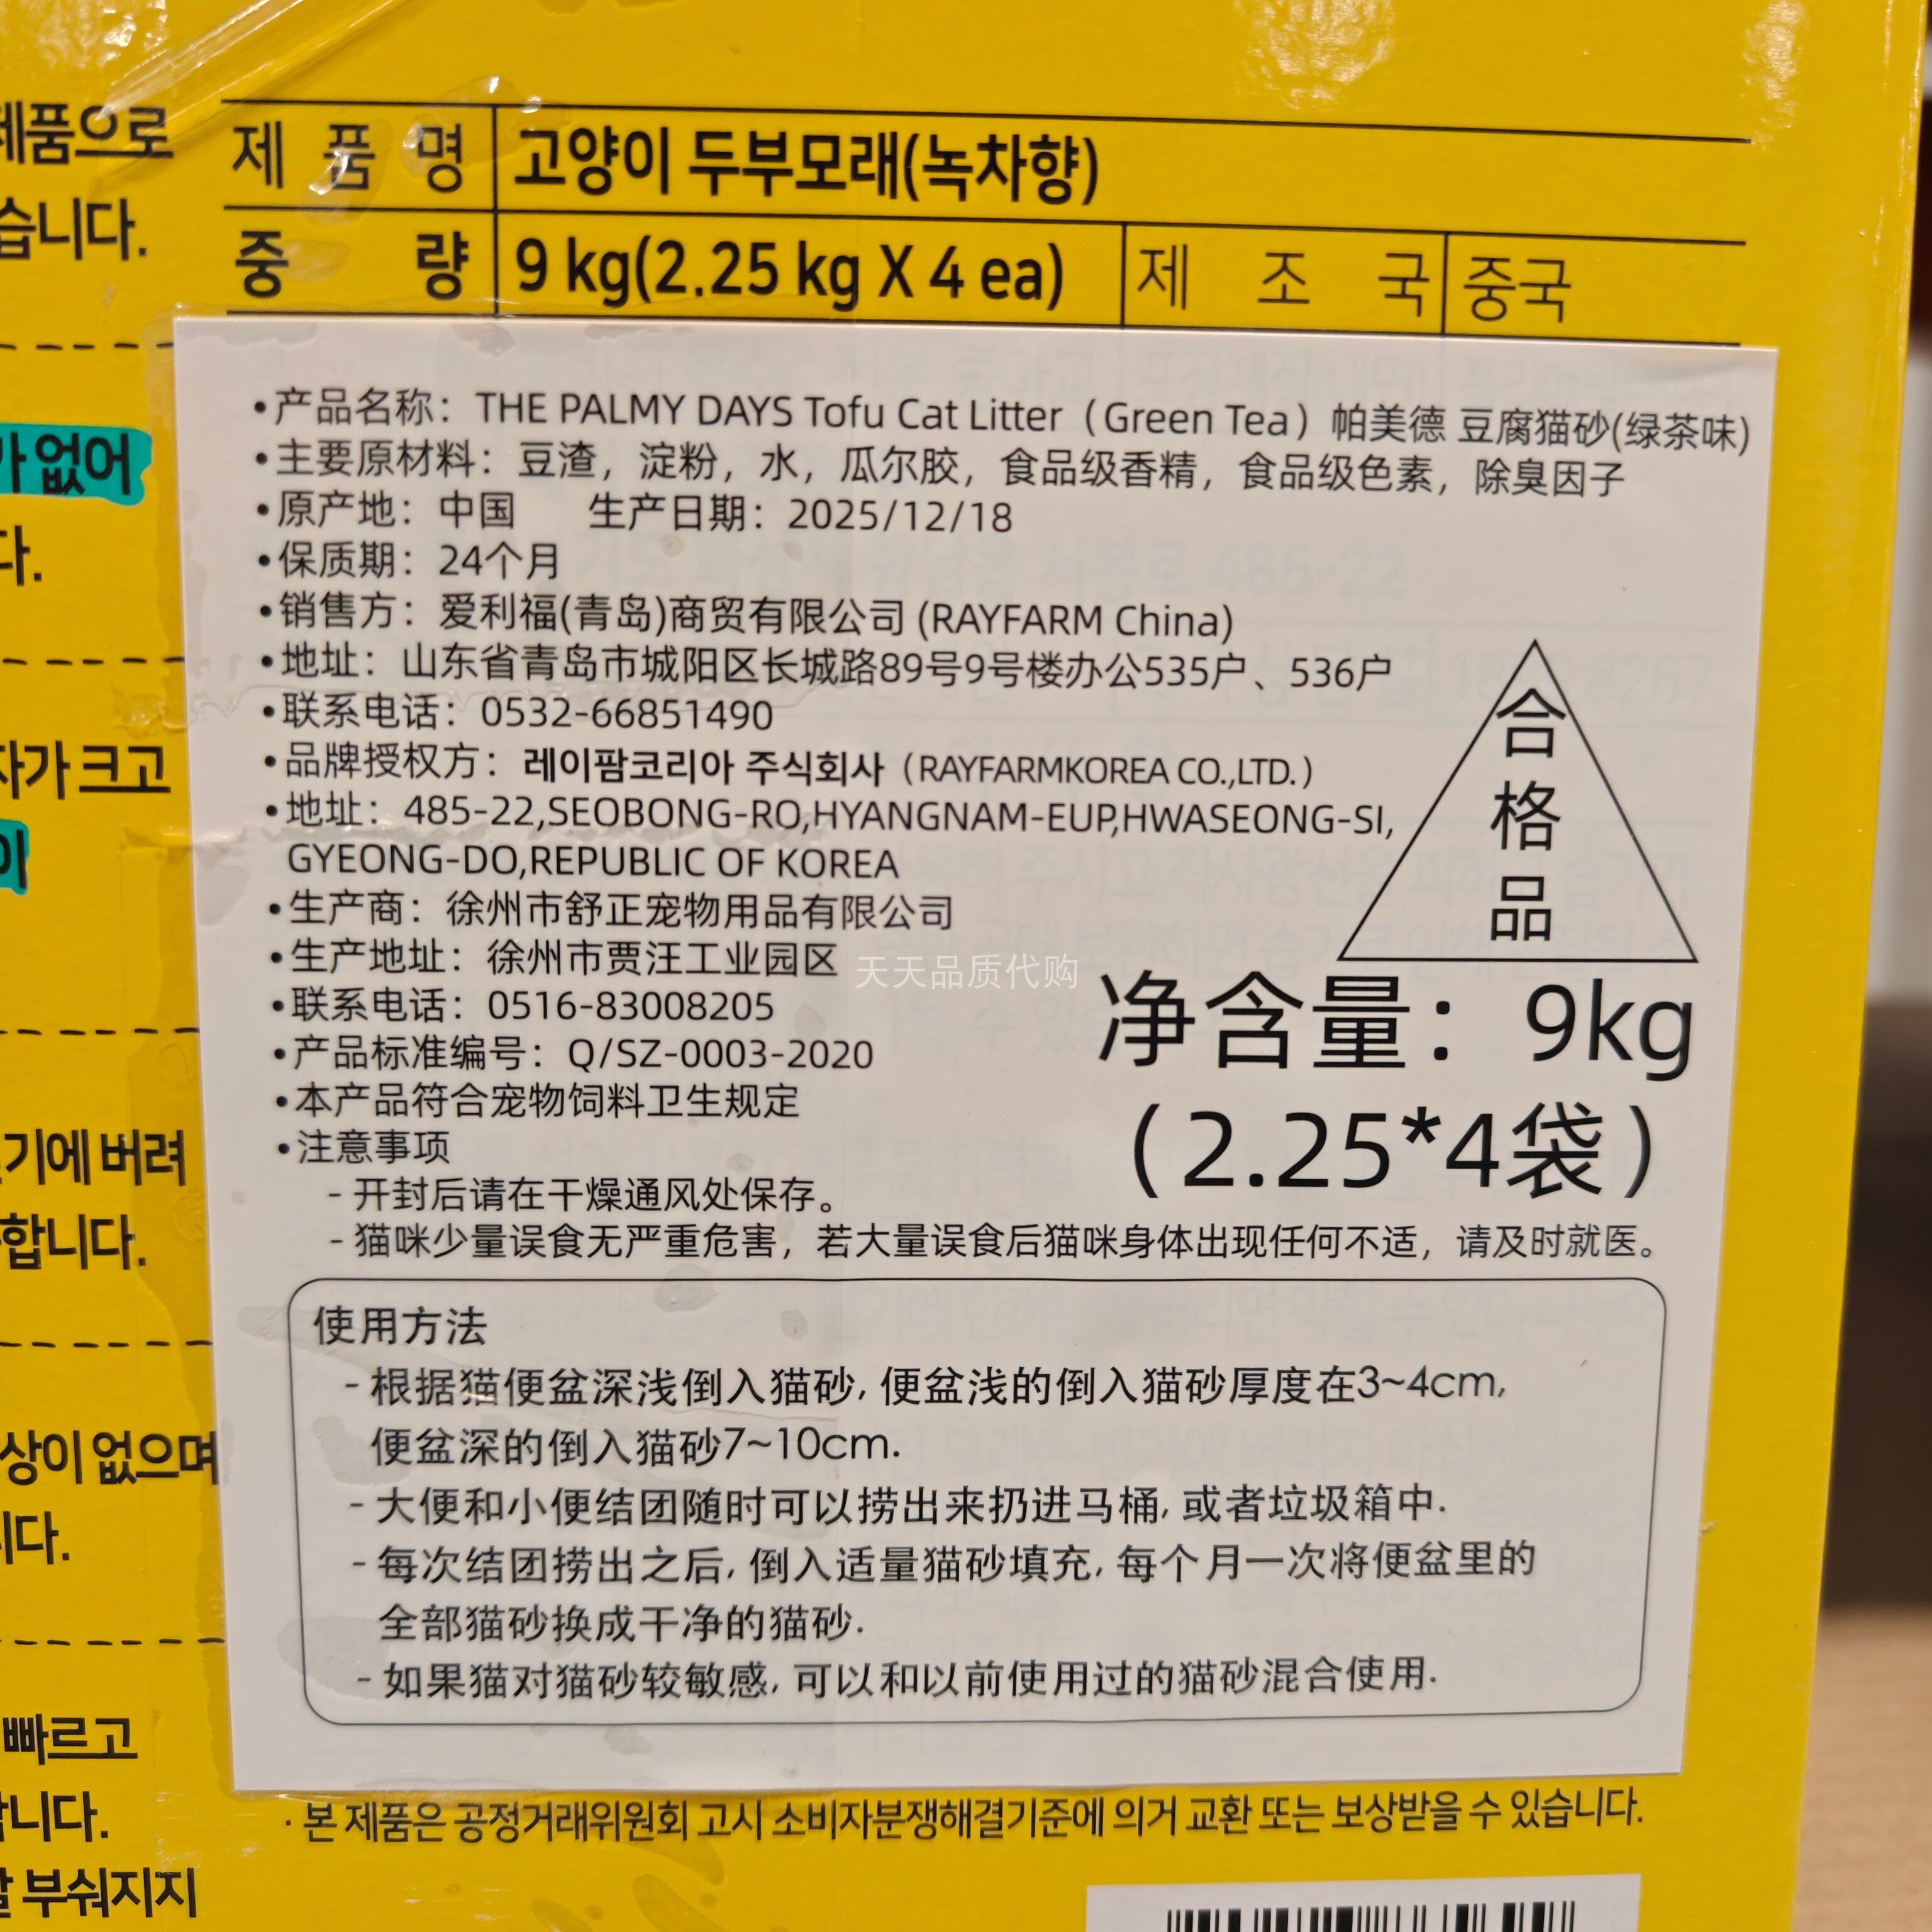 제품으로
습니다.
가 없어
다.
자가 크고
기에 버려
합니다.
상이 없으며
니다.
빠르고
합니다.
부숴지지
제 품 명 고양이 두부모래(녹차향)
중 량 9 kg(2.25 kg X 4 ea) 제 조 국 중국
•产品名称：THE PALMY DAYS Tofu Cat Litter（Green Tea）帕美德 豆腐猫砂(绿茶味)
•主要原材料：豆渣，淀粉，水，瓜尔胶，食品级香精，食品级色素，除臭因子
•原产地：中国 生产日期：2025/12/18
•保质期：24个月
•销售方：爱利福(青岛)商贸有限公司 (RAYFARM China)
•地址：山东省青岛市城阳区长城路89号9号楼办公535户、536户
•联系电话：0532-66851490
•品牌授权方：레이팜코리아 주식회사（RAYFARMKOREA CO.,LTD.）
•地址：485-22,SEOBONG-RO,HYANGNAM-EUP,HWASEONG-SI,
GYEONG-DO,REPUBLIC OF KOREA
•生产商：徐州市舒正宠物用品有限公司
•生产地址：徐州市贾汪工业园区
•联系电话：0516-83008205
•产品标准编号：Q/SZ-0003-2020
•本产品符合宠物饲料卫生规定
•注意事项
- 开封后请在干燥通风处保存。
- 猫咪少量误食无严重危害，若大量误食后猫咪身体出现任何不适，请及时就医。
合
格
品
天天品质代购
净含量：9kg
（2.25*4袋）
使用方法
- 根据猫便盆深浅倒入猫砂, 便盆浅的倒入猫砂厚度在3~4cm,
便盆深的倒入猫砂7~10cm.
- 大便和小便结团随时可以捞出来扔进马桶, 或者垃圾箱中.
- 每次结团捞出之后, 倒入适量猫砂填充, 每个月一次将便盆里的
全部猫砂换成干净的猫砂.
- 如果猫对猫砂较敏感, 可以和以前使用过的猫砂混合使用.
· 본 제품은 공정거래위원회 고시 소비자분쟁해결기준에 의거 교환 또는 보상받을 수 있습니다.